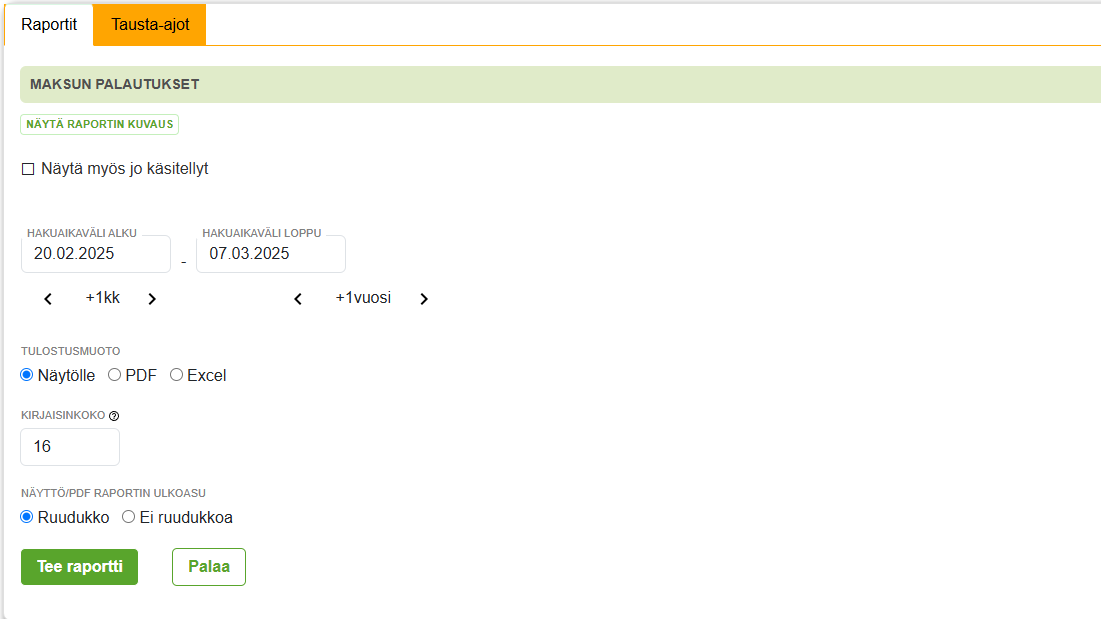 Raportit Tausta-ajot
MAKSUN PALAUTUKSET
NÄYTÄ RAPORTIN KUVAUS
Näytä myös jo käsitellyt
HAKUAIKAVÄLI ALKU HAKUAIKAVÄLI LOPPU
20.02.2025 - 07.03.2025
+1kk +1vuosi
TULOSTUSMUOTO
Näytölle PDF Excel
KIRJAISINKOKO
16
NÄYTTÖ/PDF RAPORTIN ULKOASU
Ruudukko Ei ruudukkoa
Tee raportti Palaa